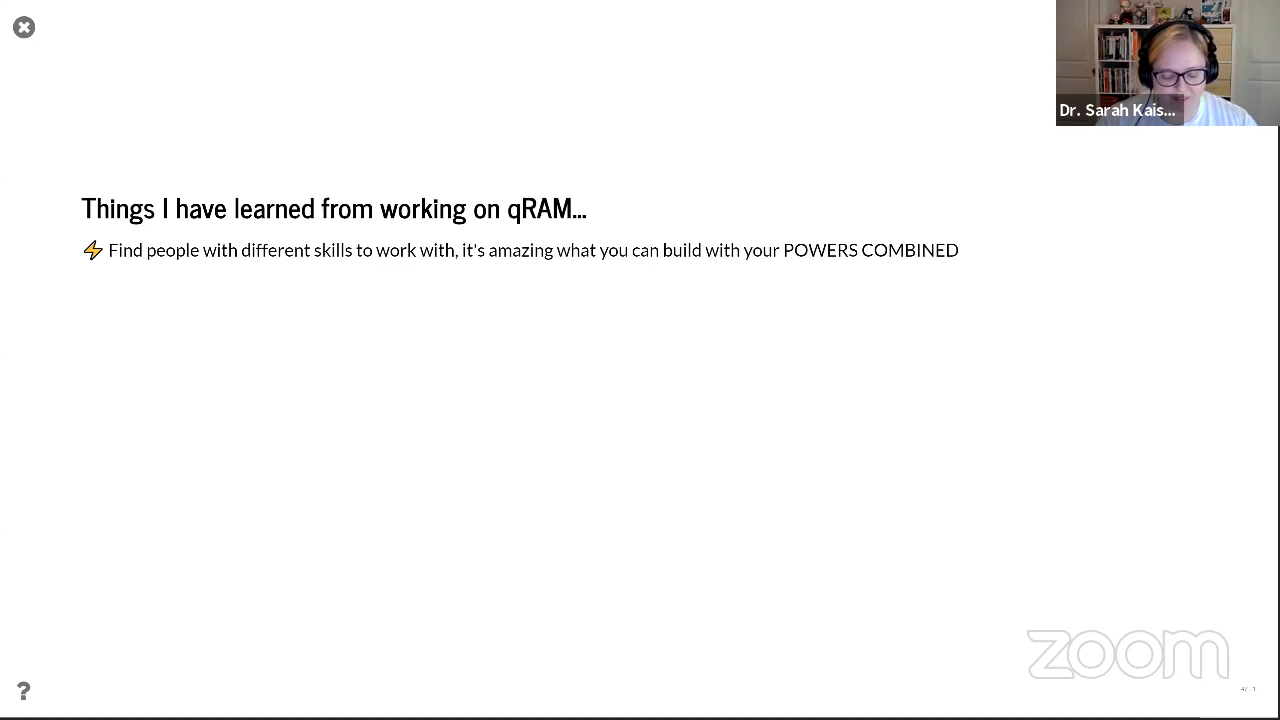 Dr. Sarah Kais...
Things I have learned from working on qRAM...
⚡ Find people with different skills to work with, it's amazing what you can build with your POWERS COMBINED
zoom
?